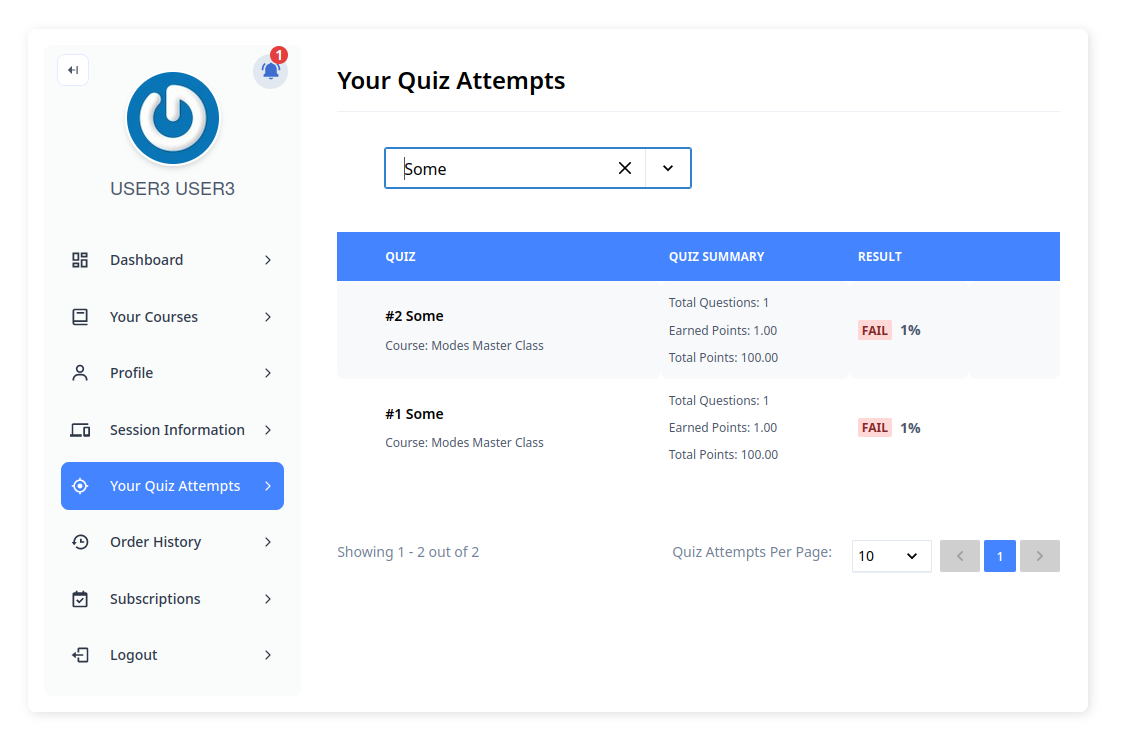 1
USER3 USER3
Dashboard
Your Courses
Profile
Session Information
Your Quiz Attempts
Order History
Subscriptions
Logout
Your Quiz Attempts
Some
QUIZ QUIZ SUMMARY RESULT
#2 Some
Course: Modes Master Class
Total Questions: 1
Earned Points: 1.00
Total Points: 100.00
FAIL 1%
#1 Some
Course: Modes Master Class
Total Questions: 1
Earned Points: 1.00
Total Points: 100.00
FAIL 1%
Showing 1 - 2 out of 2
Quiz Attempts Per Page: 10 1